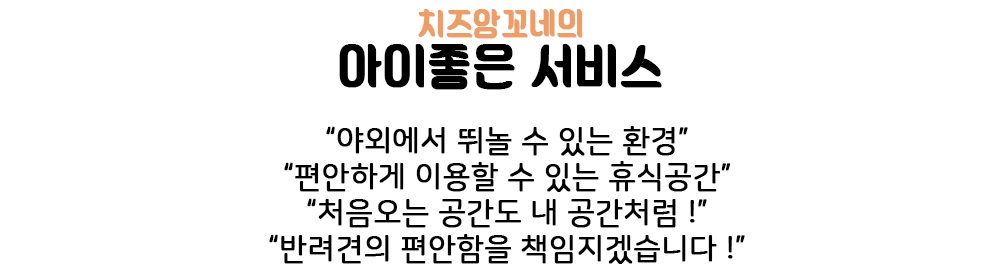 치즈앙꼬네의
아이좋은 서비스
“야외에서 뛰놀 수 있는 환경”
“편안하게 이용할 수 있는 휴식공간”
“처음오는 공간도 내 공간처럼 !”
“반려견의 편안함을 책임지겠습니다 !”